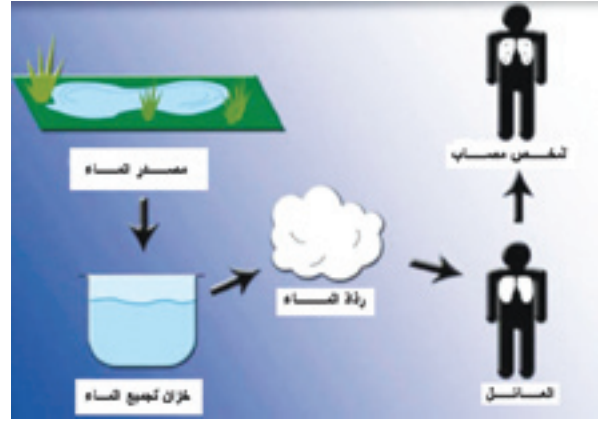 مصدر الماء
خزان تجميع الماء
رذاذ الماء
العائل
شخص مصاب